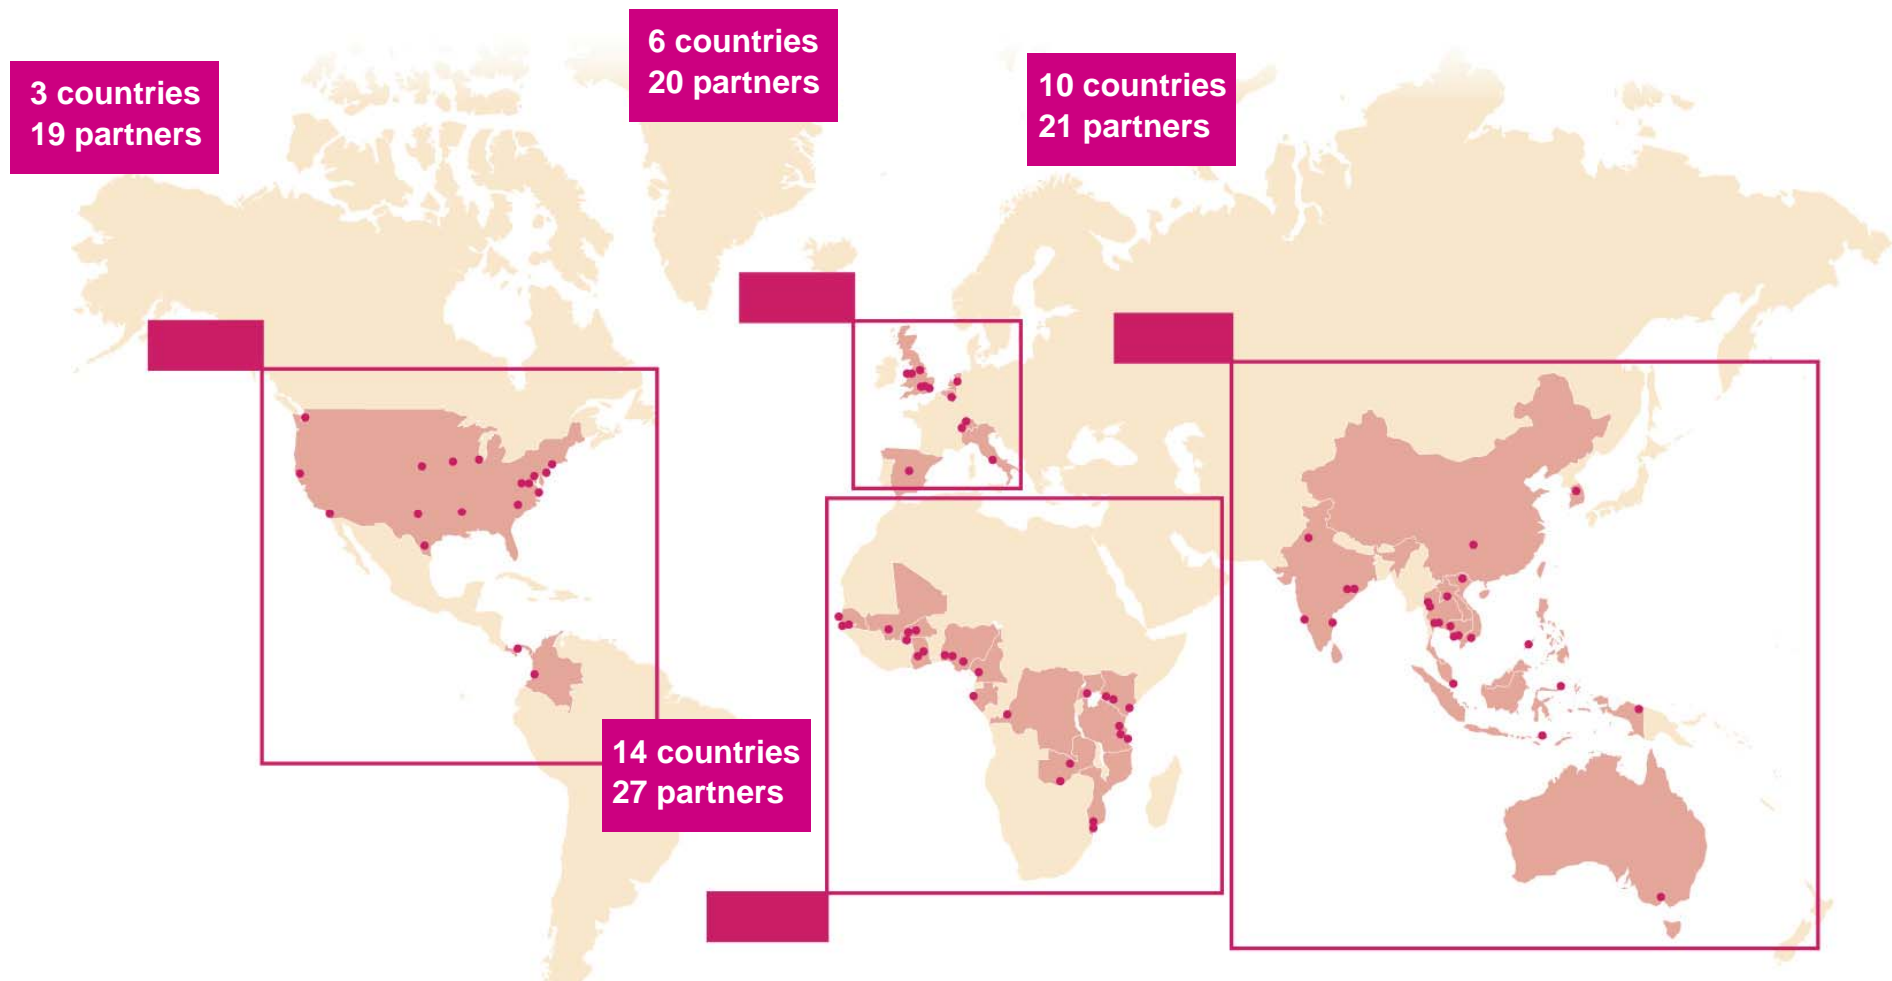 3 countries
19 partners
6 countries
20 partners
10 countries
21 partners
14 countries
27 partners